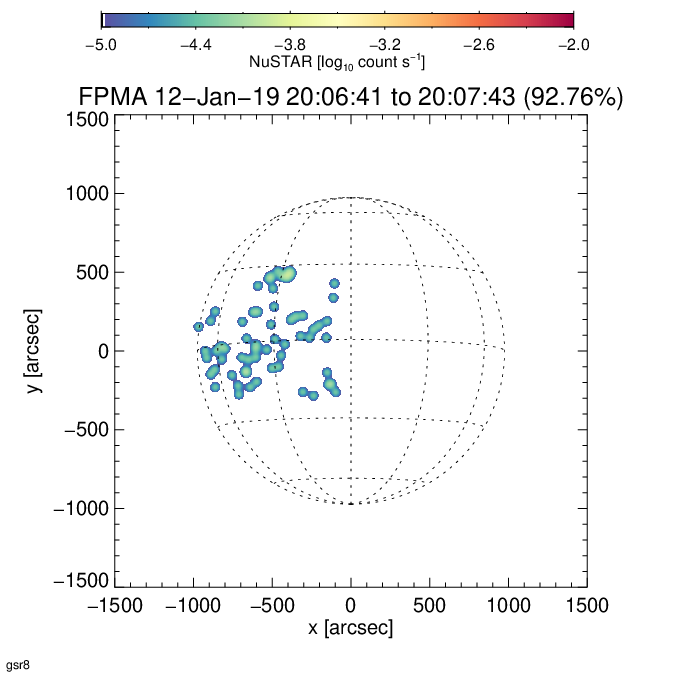 −5.0 −4.4 −3.8 −3.2 −2.6 −2.0
NuSTAR [log₁₀ count s⁻¹]
FPMA 12−Jan−19 20:06:41 to 20:07:43 (92.76%)
1500
1000
500
0
−500
−1000
−1500
y [arcsec]
−1500 −1000 −500 0 500 1000 1500
x [arcsec]
gsr8